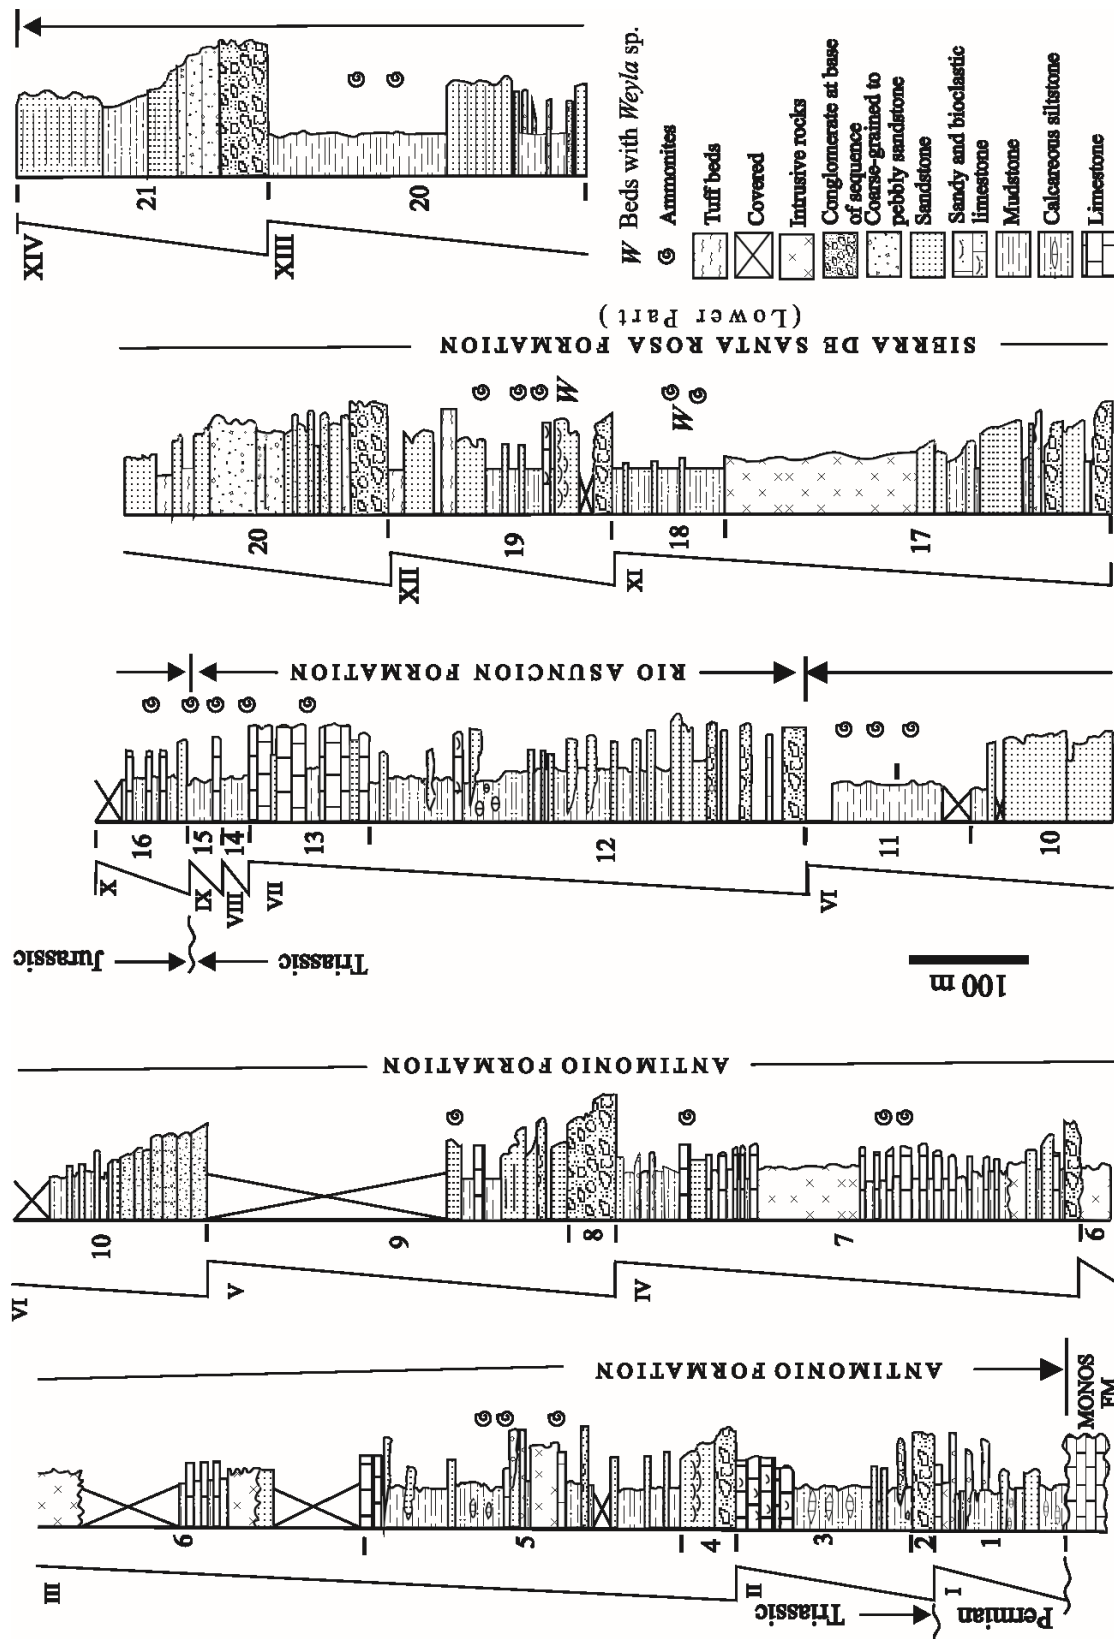 XIV
21
XIII
20
W Beds with Weyla sp.
Ammonites
Tuff beds
Covered
Intrusive rocks
Conglomerate at base
of sequence
Coarse-grained to
pebbly sandstone
Sandstone
Sandy and bioclastic
limestone
Mudstone
Calcareous siltstone
Limestone
SIERRA DE SANTA ROSA FORMATION
(Lower Part)
20
XII
19
W
XI
18
W
17
RIO ASUNCION FORMATION
X
16
IX
15
VIII
14
VII
13
12
VI
11
10
Jurassic
Triassic
100 m
ANTIMONIO FORMATION
VI
10
V
9
8
IV
7
6
ANTIMONIO FORMATION
III
6
5
4
II
3
2
I
1
MONOS
FM
Triassic
Permian